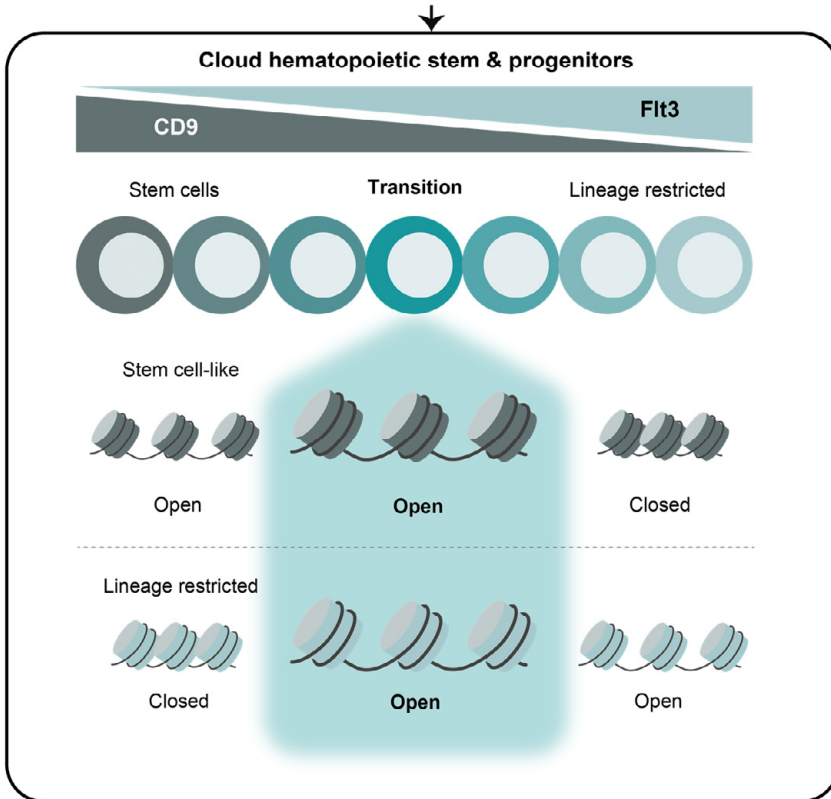 Cloud hematopoietic stem & progenitors
Flt3
CD9
Stem cells
Transition
Lineage restricted
Stem cell-like
Open
Open
Closed
Lineage restricted
Closed
Open
Open